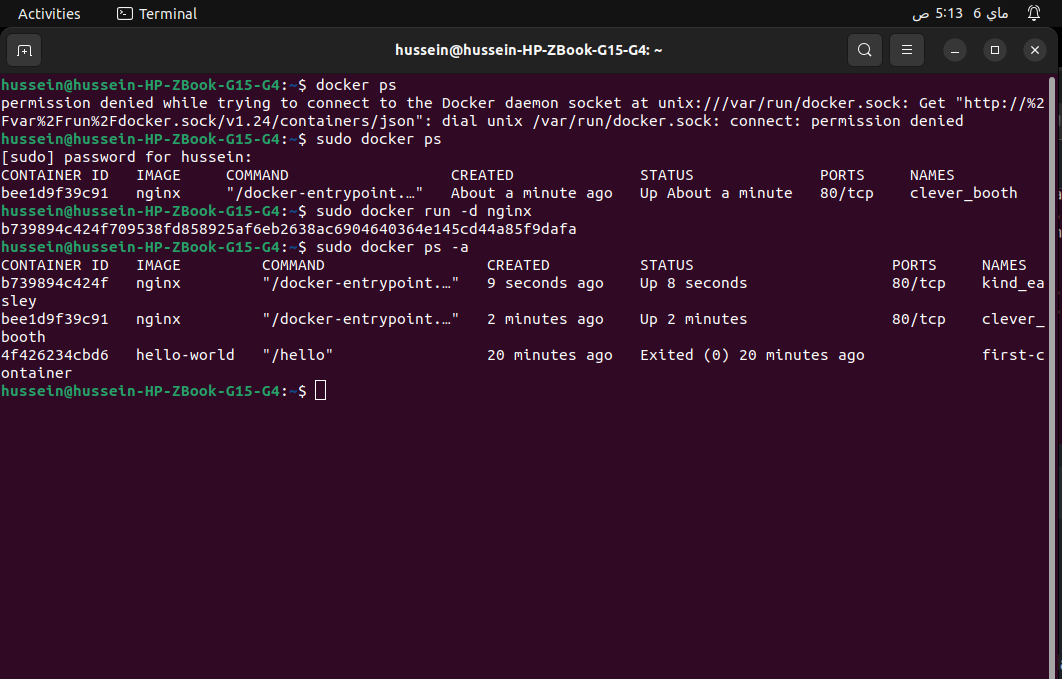 Activities Terminal ماي 6 5:13 ص
hussein@hussein-HP-ZBook-G15-G4: ~
hussein@hussein-HP-ZBook-G15-G4:~$ docker ps
permission denied while trying to connect to the Docker daemon socket at unix:///var/run/docker.sock: Get "http://%2
Fvar%2Frun%2Fdocker.sock/v1.24/containers/json": dial unix /var/run/docker.sock: connect: permission denied
hussein@hussein-HP-ZBook-G15-G4:~$ sudo docker ps
[sudo] password for hussein:
CONTAINER ID   IMAGE     COMMAND                  CREATED              STATUS              PORTS     NAMES
bee1d9f39c91   nginx     "/docker-entrypoint.…"   About a minute ago   Up About a minute   80/tcp    clever_booth
hussein@hussein-HP-ZBook-G15-G4:~$ sudo docker run -d nginx
b739894c424f709538fd858925af6eb2638ac6904640364e145cd44a85f9dafa
hussein@hussein-HP-ZBook-G15-G4:~$ sudo docker ps -a
CONTAINER ID   IMAGE         COMMAND                  CREATED          STATUS                      PORTS     NAMES
b739894c424f   nginx         "/docker-entrypoint.…"   9 seconds ago    Up 8 seconds                80/tcp    kind_ea
sley
bee1d9f39c91   nginx         "/docker-entrypoint.…"   2 minutes ago    Up 2 minutes                80/tcp    clever_
booth
4f426234cbd6   hello-world   "/hello"                 20 minutes ago   Exited (0) 20 minutes ago             first-c
ontainer
hussein@hussein-HP-ZBook-G15-G4:~$